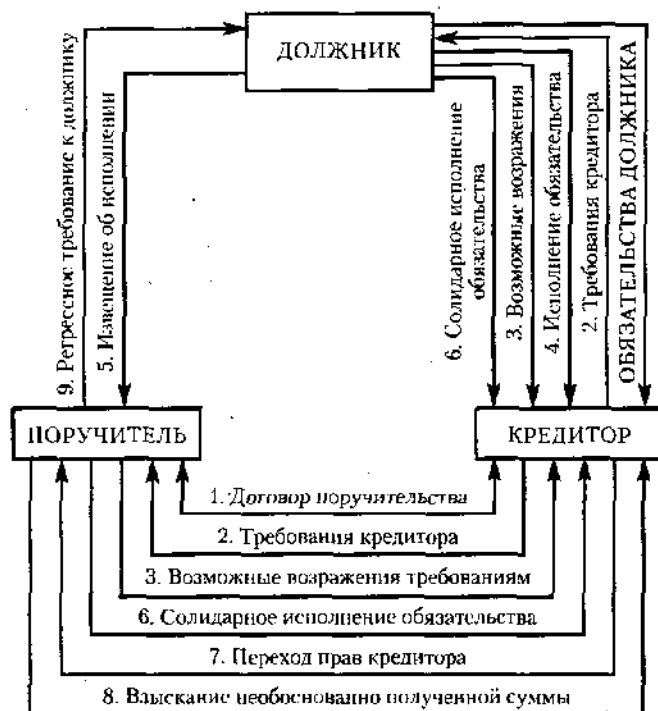 ДОЛЖНИК
9. Регрессное требование к должнику
5. Извещение об исполнении
6. Солидарное исполнение
обязательства
3. Возможные возражения
4. Исполнение обязательства
2. Требования кредитора
ОБЯЗАТЕЛЬСТВА ДОЛЖНИКА
ПОРУЧИТЕЛЬ
КРЕДИТОР
1. Договор поручительства
2. Требования кредитора
3. Возможные возражения требованиям
6. Солидарное исполнение обязательства
7. Переход прав кредитора
8. Взыскание необоснованно полученной суммы